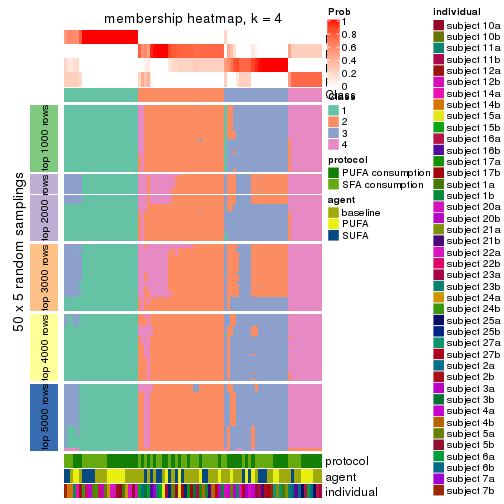 membership heatmap, k = 4
50 x 5 random samplings
top 1000 rows
top 2000 rows
top 3000 rows
top 4000 rows
top 5000 rows
Class
protocol
agent
individual
Prob
1
0.8
0.6
0.4
0.2
0
Class
1
2
3
4
protocol
PUFA consumption
SFA consumption
agent
baseline
PUFA
SUFA
individual
subject 10a
subject 10b
subject 11a
subject 11b
subject 12a
subject 12b
subject 14a
subject 14b
subject 15a
subject 15b
subject 16a
subject 16b
subject 17a
subject 17b
subject 1a
subject 1b
subject 20a
subject 20b
subject 21a
subject 21b
subject 22a
subject 22b
subject 23a
subject 23b
subject 24a
subject 24b
subject 25a
subject 25b
subject 27a
subject 27b
subject 2a
subject 2b
subject 3a
subject 3b
subject 4a
subject 4b
subject 5a
subject 5b
subject 6a
subject 6b
subject 7a
subject 7b